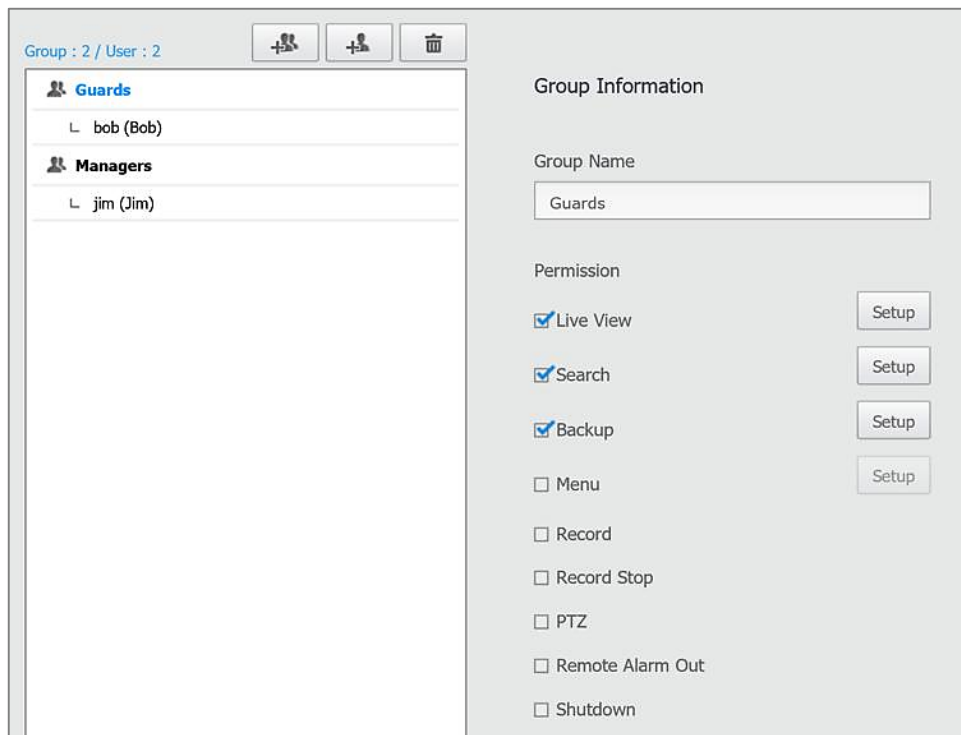 Group : 2 / User : 2
Guards
bob (Bob)
Managers
jim (Jim)
Group Information
Group Name
Guards
Permission
Live View Setup
Search Setup
Backup Setup
Menu Setup
Record
Record Stop
PTZ
Remote Alarm Out
Shutdown